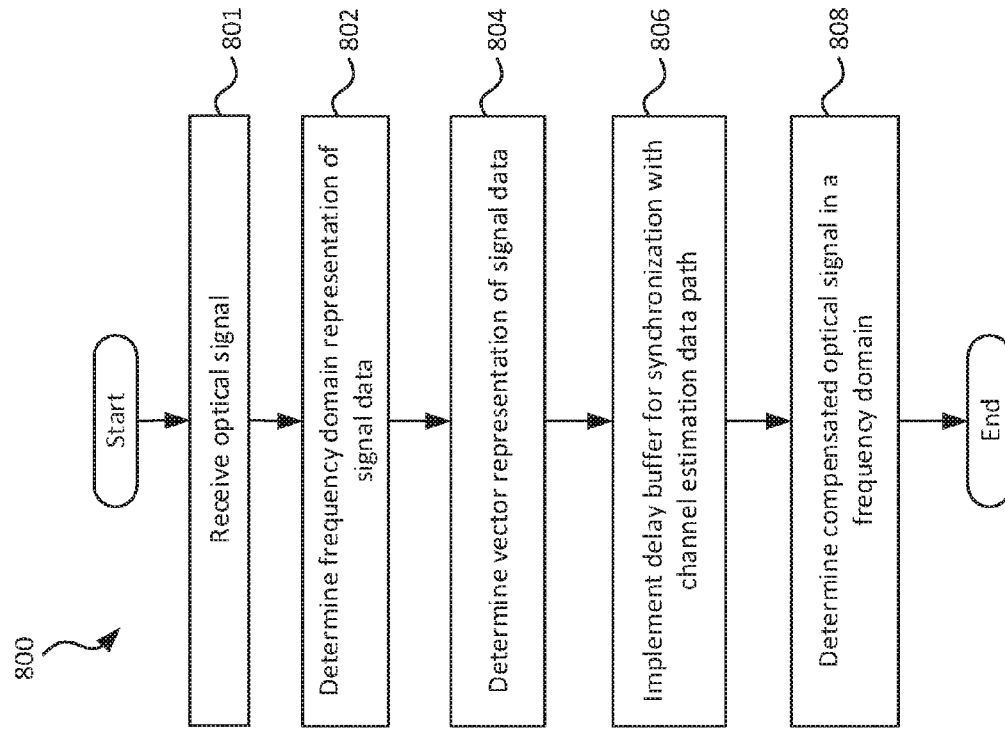 800
Start
Receive optical signal
801
Determine frequency domain representation of
signal data
802
Determine vector representation of signal data
804
Implement delay buffer for synchronization with
channel estimation data path
806
Determine compensated optical signal in a
frequency domain
808
End